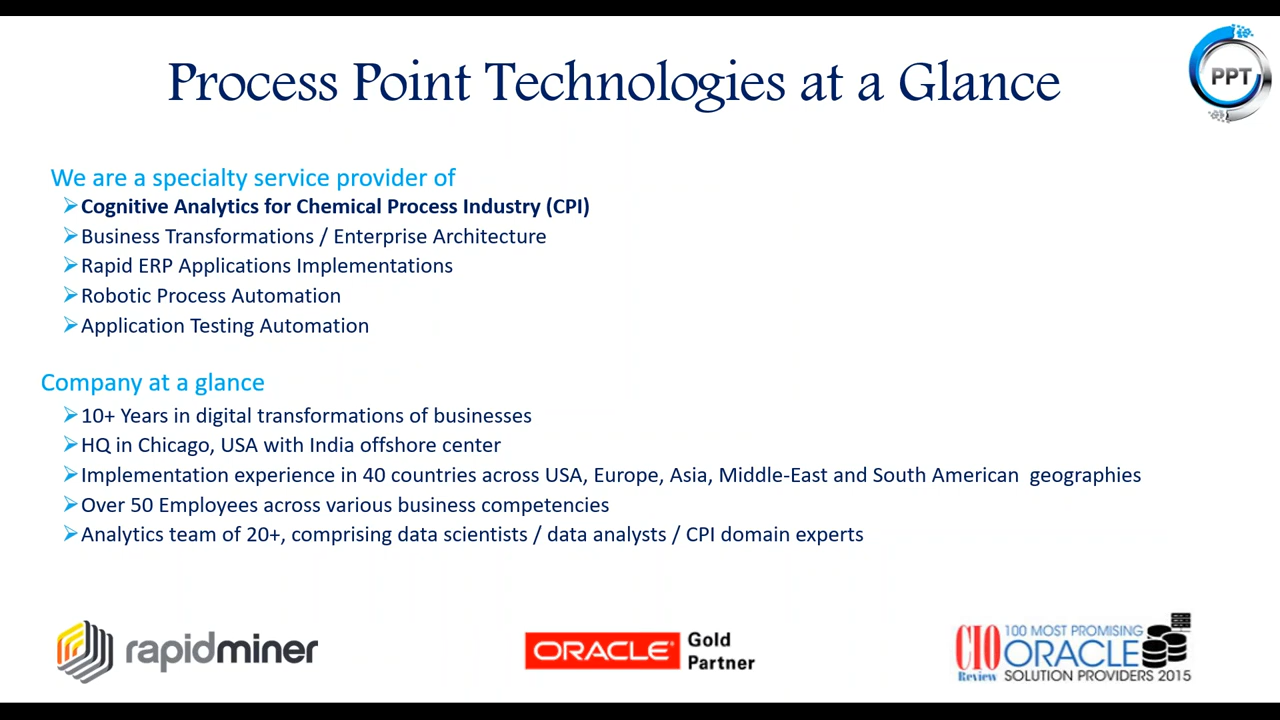 Process Point Technologies at a Glance
PPT
We are a specialty service provider of
Cognitive Analytics for Chemical Process Industry (CPI)
Business Transformations / Enterprise Architecture
Rapid ERP Applications Implementations
Robotic Process Automation
Application Testing Automation
Company at a glance
10+ Years in digital transformations of businesses
HQ in Chicago, USA with India offshore center
Implementation experience in 40 countries across USA, Europe, Asia, Middle-East and South American geographies
Over 50 Employees across various business competencies
Analytics team of 20+, comprising data scientists / data analysts / CPI domain experts
rapidminer
ORACLE Gold Partner
CIO Review 100 MOST PROMISING
ORACLE
SOLUTION PROVIDERS 2015